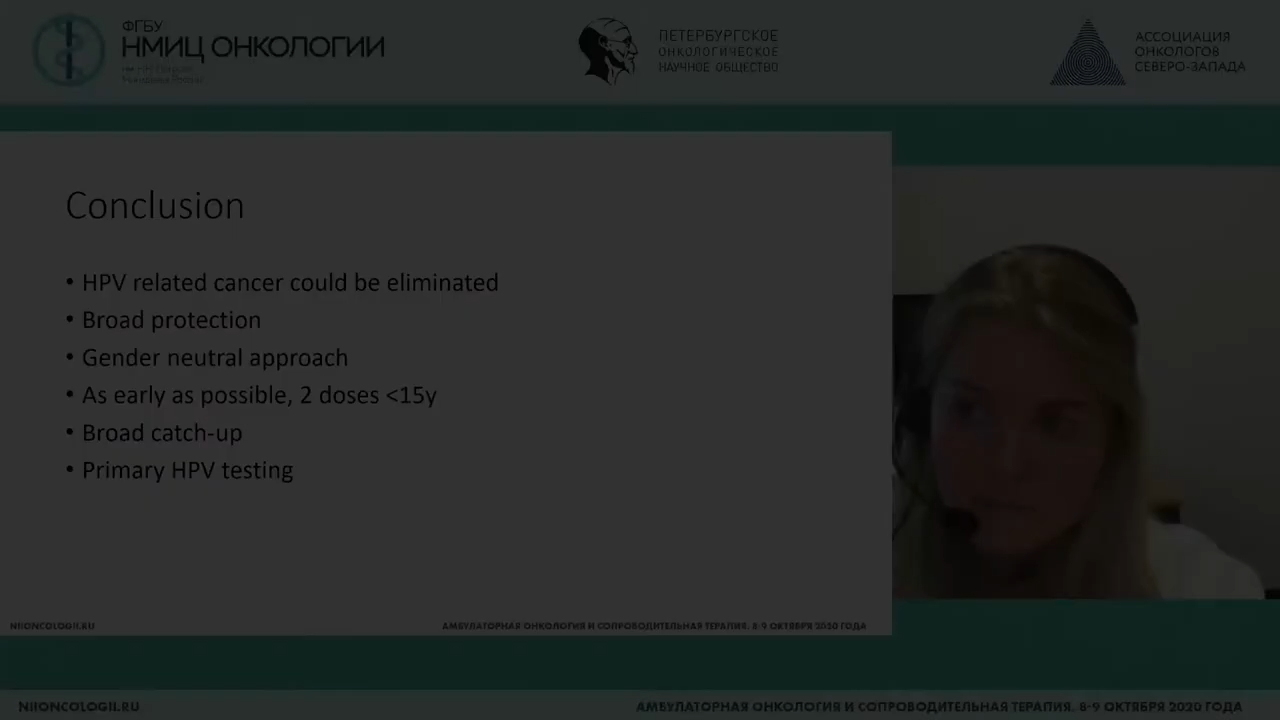 ФГБУ
НМИЦ ОНКОЛОГИИ
ПЕТЕРБУРГСКОЕ
ОНКОЛОГИЧЕСКОЕ
НАУЧНОЕ ОБЩЕСТВО
АССОЦИАЦИЯ
ОНКОЛОГОВ
СЕВЕРО-ЗАПАДА
Conclusion
• HPV related cancer could be eliminated
• Broad protection
• Gender neutral approach
• As early as possible, 2 doses <15y
• Broad catch-up
• Primary HPV testing
NIIONCOLOGII.RU
АМБУЛАТОРНАЯ ОНКОЛОГИЯ И СОПРОВОДИТЕЛЬНАЯ ТЕРАПИЯ. 8-9 ОКТЯБРЯ 2020 ГОДА
NIIONCOLOGII.RU
АМБУЛАТОРНАЯ ОНКОЛОГИЯ И СОПРОВОДИТЕЛЬНАЯ ТЕРАПИЯ. 8-9 ОКТЯБРЯ 2020 ГОДА